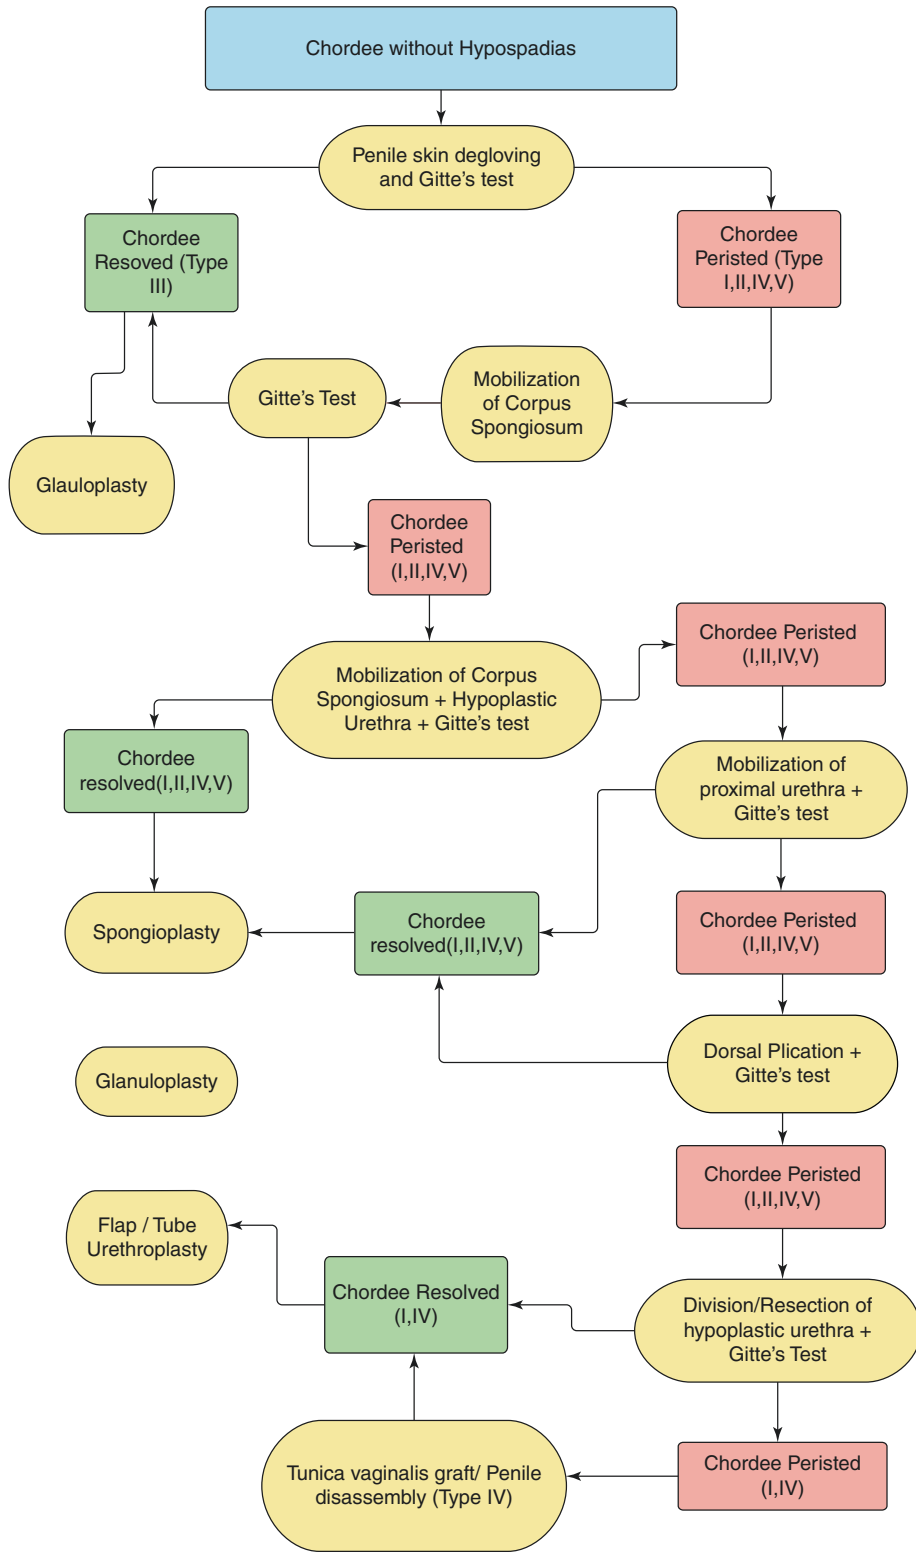 Chordee without Hypospadias
Penile skin degloving
and Gitte's test
Chordee
Resoved (Type
III)
Chordee
Peristed (Type
I,II,IV,V)
Gitte's Test
Mobilization
of Corpus
Spongiosum
Glauloplasty
Chordee
Peristed
(I,II,IV,V)
Chordee Peristed
(I,II,IV,V)
Mobilization of Corpus
Spongiosum + Hypoplastic
Urethra + Gitte's test
Chordee
resolved(I,II,IV,V)
Mobilization of
proximal urethra +
Gitte's test
Spongioplasty
Chordee
resolved(I,II,IV,V)
Chordee Peristed
(I,II,IV,V)
Dorsal Plication +
Gitte's test
Glanuloplasty
Chordee Peristed
(I,II,IV,V)
Flap / Tube
Urethroplasty
Chordee Resolved
(I,IV)
Division/Resection of
hypoplastic urethra +
Gitte's Test
Tunica vaginalis graft/ Penile
disassembly (Type IV)
Chordee Peristed
(I,IV)